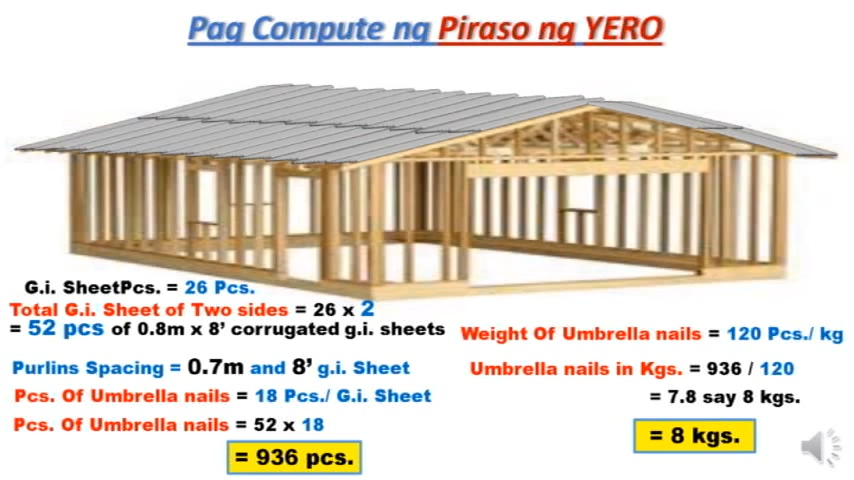 Pag Compute ng Piraso ng YERO
G.i. SheetPcs. = 26 Pcs.
Total G.i. Sheet of Two sides = 26 x 2
= 52 pcs of 0.8m x 8’ corrugated g.i. sheets
Purlins Spacing = 0.7m and 8’ g.i. Sheet
Pcs. Of Umbrella nails = 18 Pcs./ G.i. Sheet
Pcs. Of Umbrella nails = 52 x 18
= 936 pcs.
Weight Of Umbrella nails = 120 Pcs./ kg
Umbrella nails in Kgs. = 936 / 120
= 7.8 say 8 kgs.
= 8 kgs.